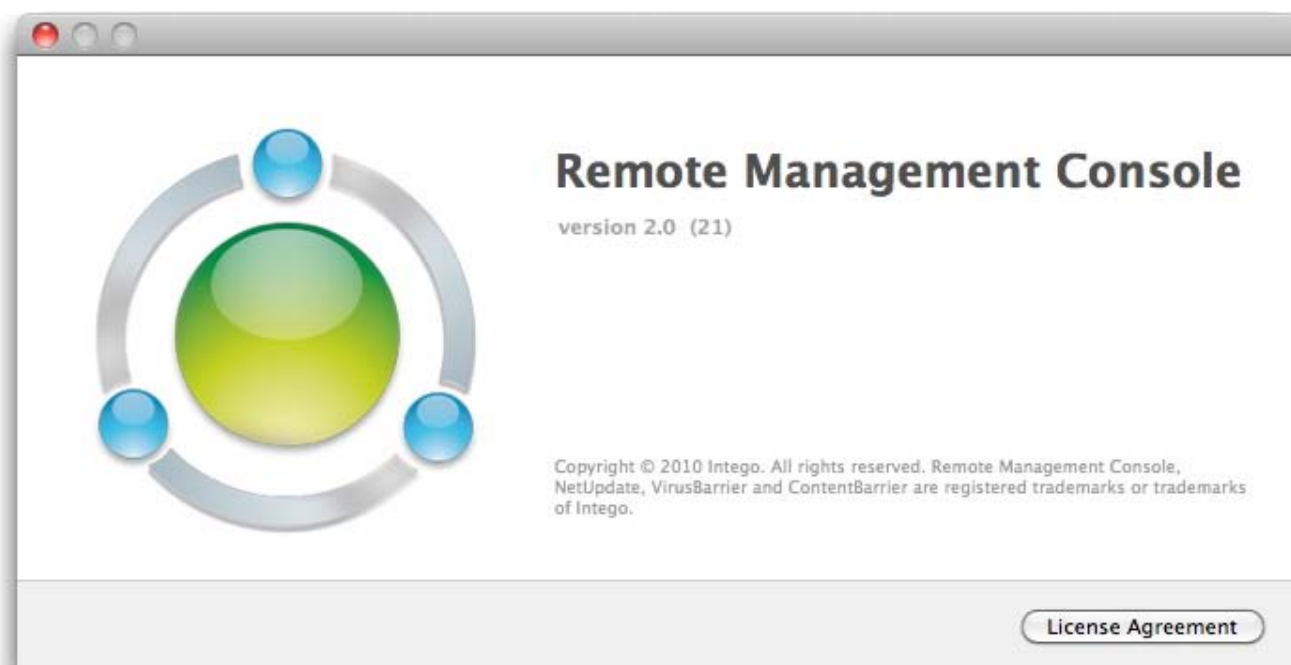 Remote Management Console
version 2.0 (21)
Copyright © 2010 Intego. All rights reserved. Remote Management Console,
NetUpdate, VirusBarrier and ContentBarrier are registered trademarks or trademarks
of Intego.
License Agreement